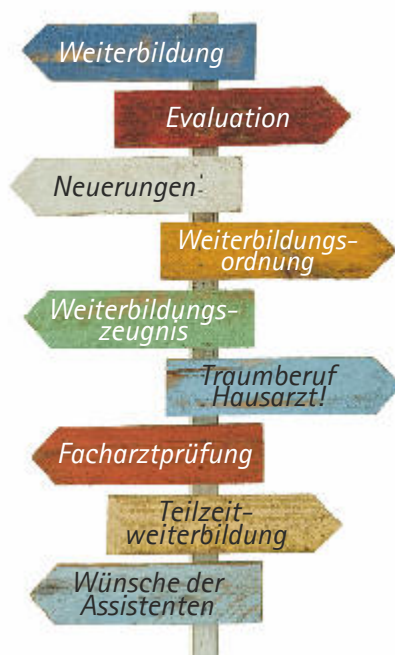 Weiterbildung
Evaluation
Neuerungen
Weiterbildungs-
ordnung
Weiterbildungs-
zeugnis
Traumberuf
Hausarzt!
Facharztprüfung
Teilzeit-
weiterbildung
Wünsche der
Assistenten